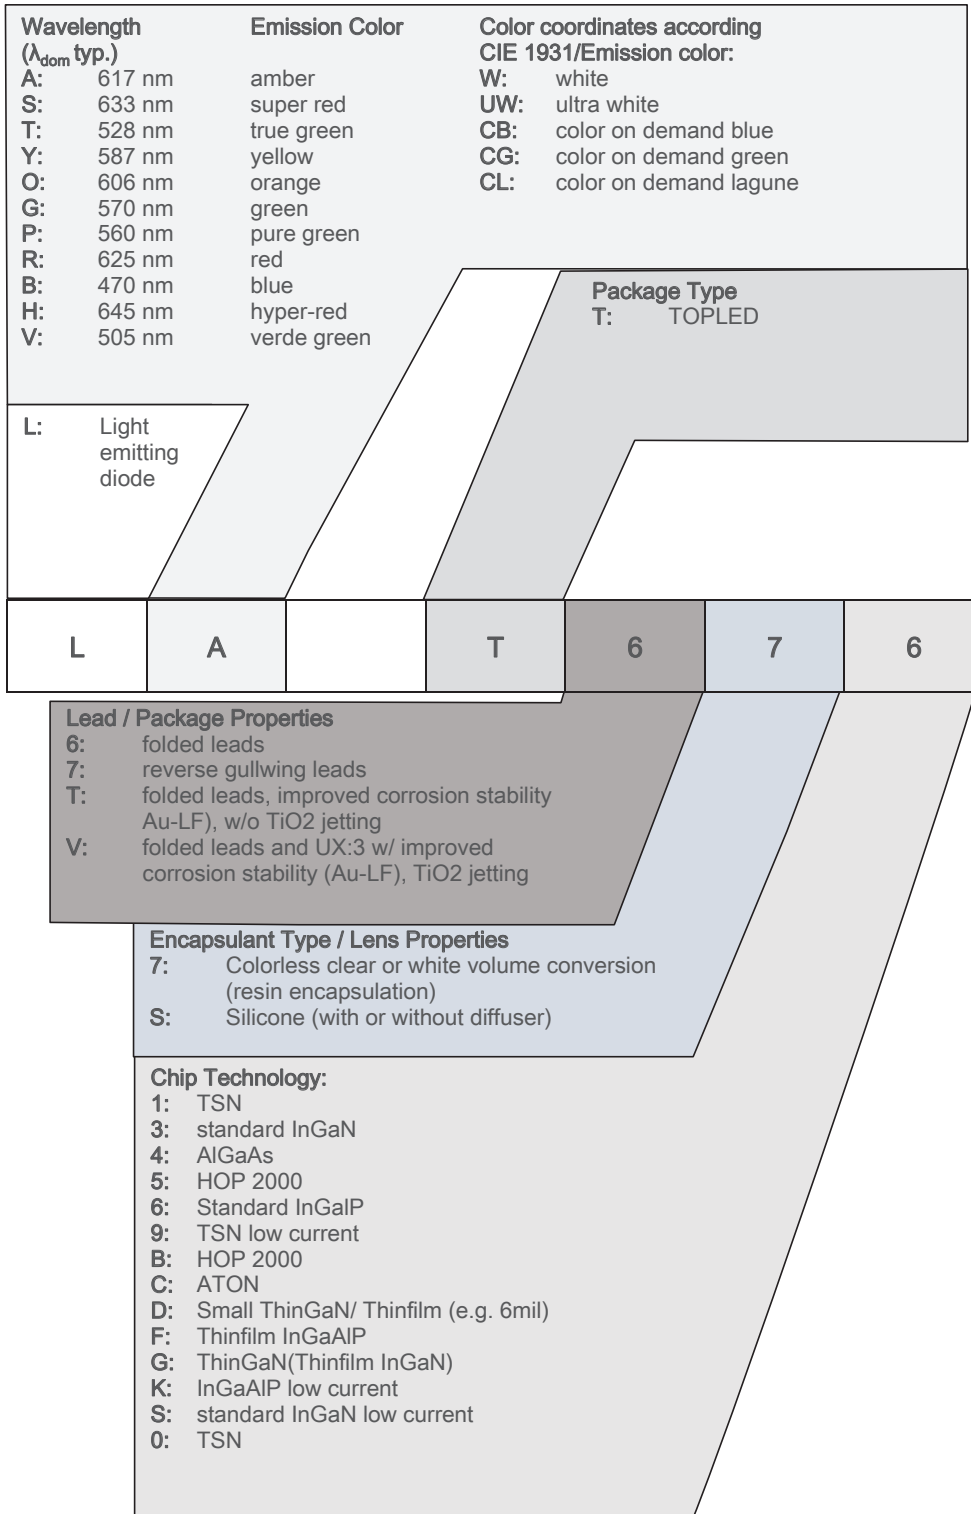 Wavelength Emission Color
(λdom typ.)
A: 617 nm amber
S: 633 nm super red
T: 528 nm true green
Y: 587 nm yellow
O: 606 nm orange
G: 570 nm green
P: 560 nm pure green
R: 625 nm red
B: 470 nm blue
H: 645 nm hyper-red
V: 505 nm verde green
Color coordinates according
CIE 1931/Emission color:
W: white
UW: ultra white
CB: color on demand blue
CG: color on demand green
CL: color on demand lagune
Package Type
T: TOPLED
L: Light
emitting
diode
L A T 6 7 6
Lead / Package Properties
6: folded leads
7: reverse gullwing leads
T: folded leads, improved corrosion stability
Au-LF), w/o TiO2 jetting
V: folded leads and UX:3 w/ improved
corrosion stability (Au-LF), TiO2 jetting
Encapsulant Type / Lens Properties
7: Colorless clear or white volume conversion
(resin encapsulation)
S: Silicone (with or without diffuser)
Chip Technology:
1: TSN
3: standard InGaN
4: AlGaAs
5: HOP 2000
6: Standard InGalP
9: TSN low current
B: HOP 2000
C: ATON
D: Small ThinGaN/ Thinfilm (e.g. 6mil)
F: Thinfilm InGaAlP
G: ThinGaN(Thinfilm InGaN)
K: InGaAlP low current
S: standard InGaN low current
0: TSN